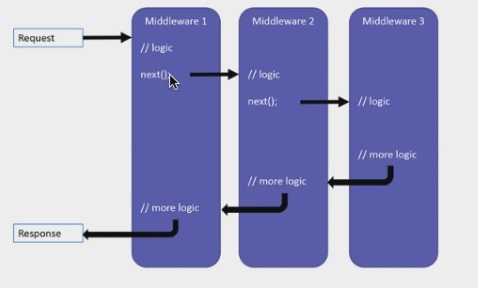 Middleware 1
Middleware 2
Middleware 3
Request
// logic
next();
// logic
next();
// logic
// more logic
// more logic
// more logic
Response